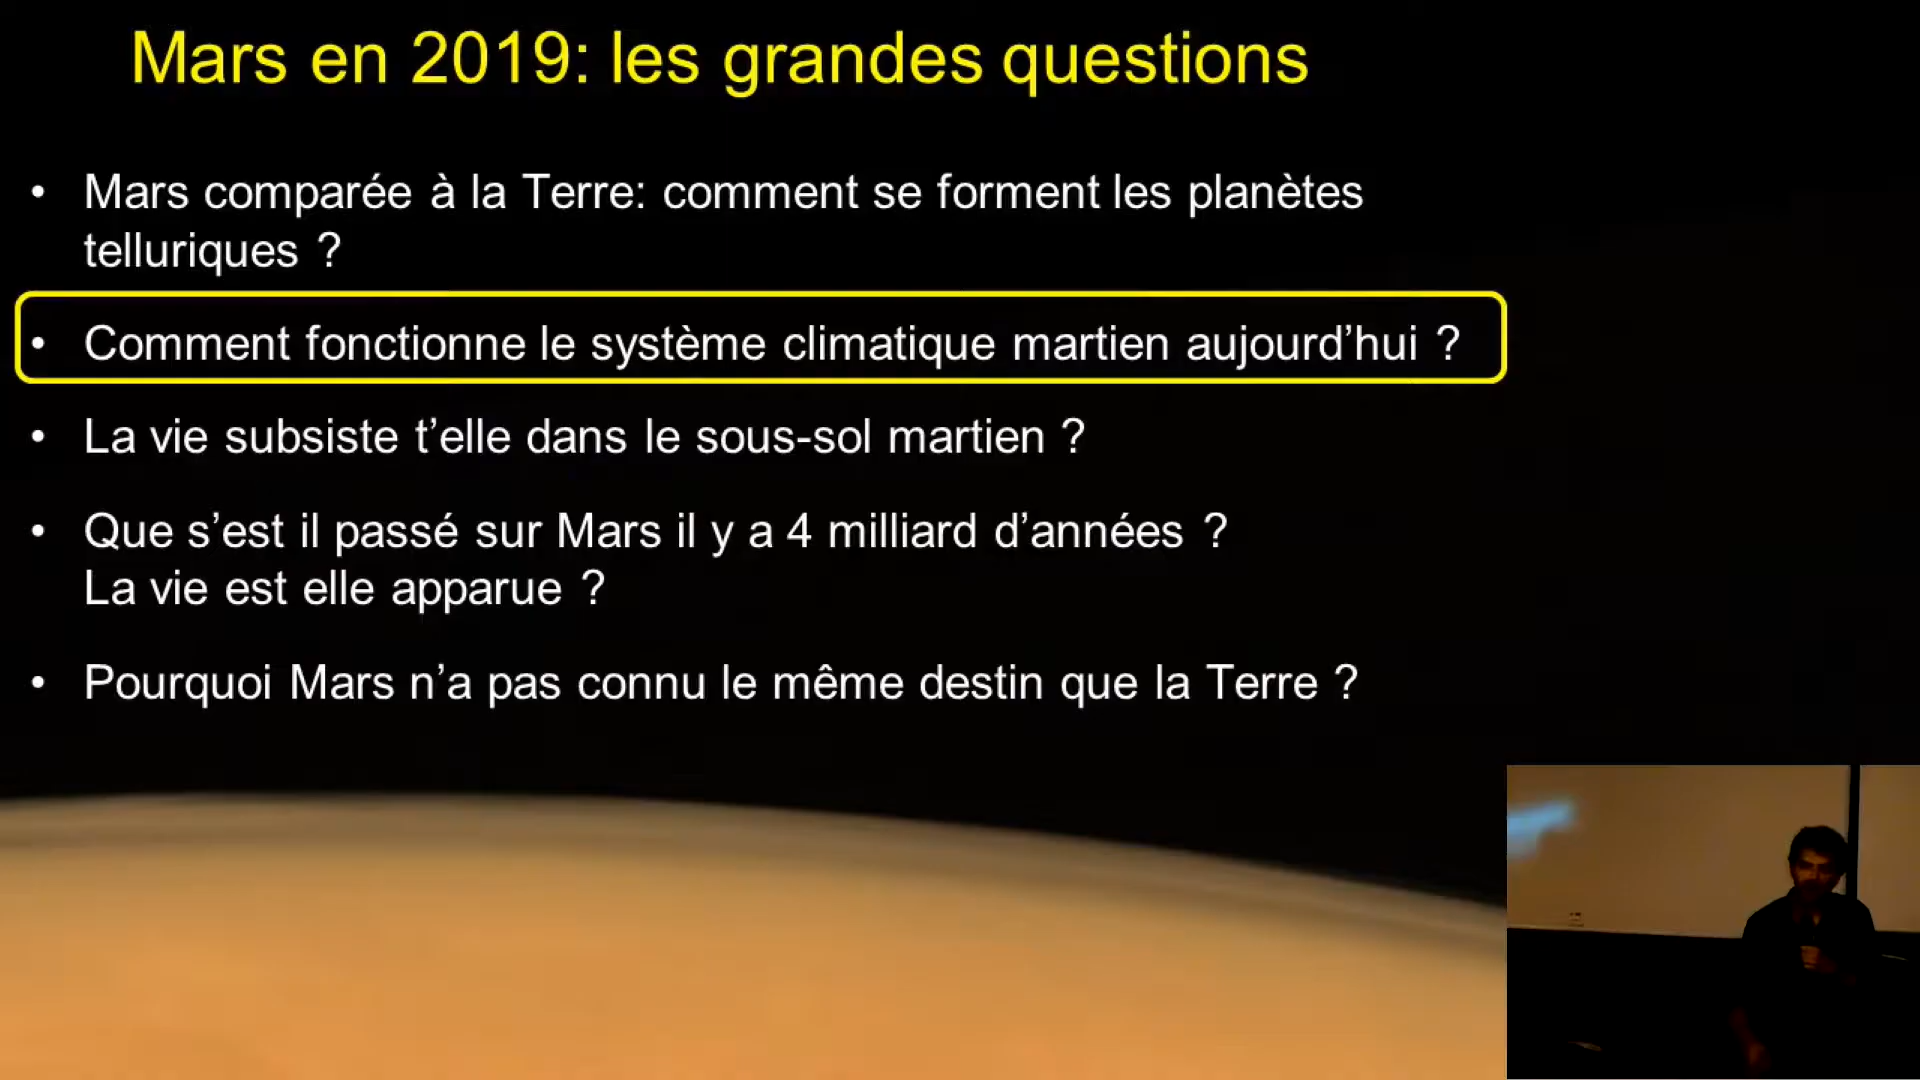 Mars en 2019: les grandes questions
• Mars comparée à la Terre: comment se forment les planètes
telluriques ?
• Comment fonctionne le système climatique martien aujourd’hui ?
• La vie subsiste t’elle dans le sous-sol martien ?
• Que s’est il passé sur Mars il y a 4 milliard d’années ?
La vie est elle apparue ?
• Pourquoi Mars n’a pas connu le même destin que la Terre ?